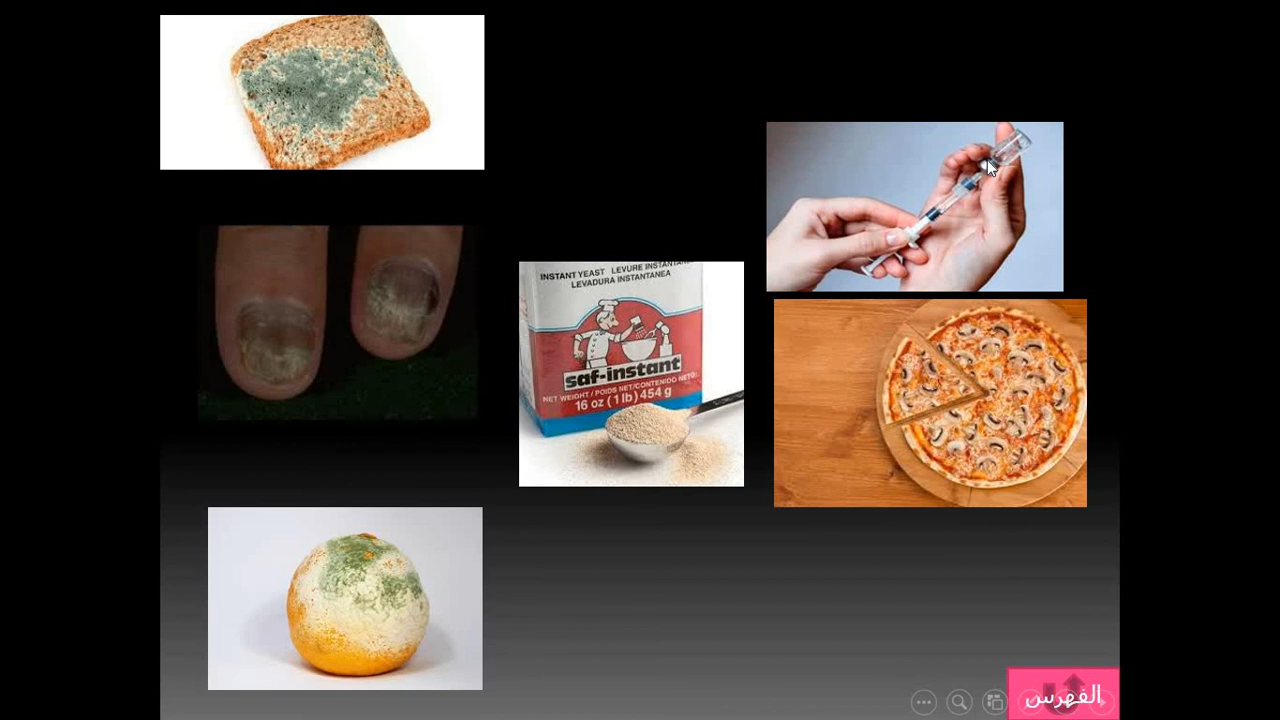 INSTANT YEAST LEVURE INSTANTANÉE
LEVADURA INSTANTANEA
saf-instant
NET WEIGHT / POIDS NET/CONTENIDO NETO:
16 oz (1 lb) 454 g
الفهرس